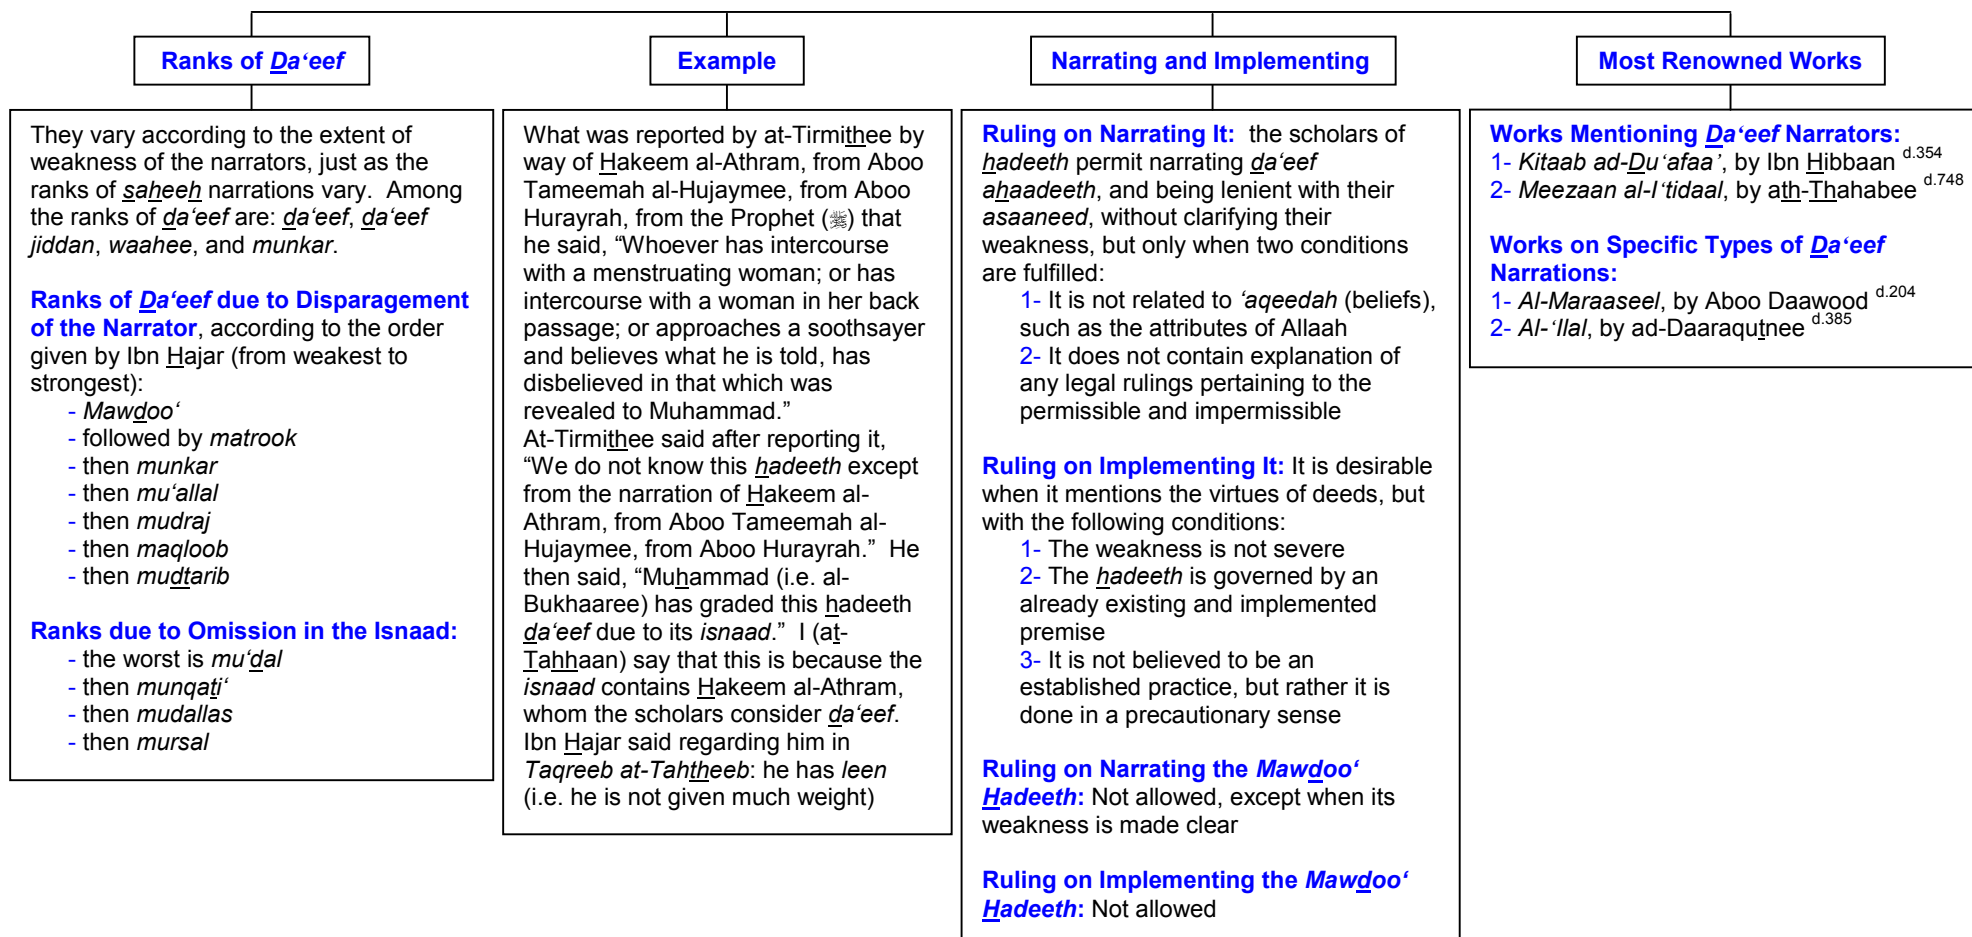 Ranks of Da‘eef
They vary according to the extent of
weakness of the narrators, just as the
ranks of saheeh narrations vary.  Among
the ranks of da‘eef are: da‘eef, da‘eef
jiddan, waahee, and munkar.
Ranks of Da‘eef due to Disparagement
of the Narrator, according to the order
given by Ibn Hajar (from weakest to
strongest):
- Mawdoo‘
- followed by matrook
- then munkar
- then mu‘allal
- then mudraj
- then maqloob
- then mudtarib
Ranks due to Omission in the Isnaad:
- the worst is mu‘dal
- then munqati‘
- then mudallas
- then mursal
Example
What was reported by at-Tirmithee by
way of Hakeem al-Athram, from Aboo
Tameemah al-Hujaymee, from Aboo
Hurayrah, from the Prophet (ﷺ) that
he said, “Whoever has intercourse
with a menstruating woman; or has
intercourse with a woman in her back
passage; or approaches a soothsayer
and believes what he is told, has
disbelieved in that which was
revealed to Muhammad.”
At-Tirmithee said after reporting it,
“We do not know this hadeeth except
from the narration of Hakeem al-
Athram, from Aboo Tameemah al-
Hujaymee, from Aboo Hurayrah.”  He
then said, “Muhammad (i.e. al-
Bukhaaree) has graded this hadeeth
da‘eef due to its isnaad.”  I (at-
Tahhaan) say that this is because the
isnaad contains Hakeem al-Athram,
whom the scholars consider da‘eef.
Ibn Hajar said regarding him in
Taqreeb at-Tahtheeb: he has leen
(i.e. he is not given much weight)
Narrating and Implementing
Ruling on Narrating It:  the scholars of
hadeeth permit narrating da‘eef
ahaadeeth, and being lenient with their
asaaneed, without clarifying their
weakness, but only when two conditions
are fulfilled:
1- It is not related to ‘aqeedah (beliefs),
such as the attributes of Allaah
2- It does not contain explanation of
any legal rulings pertaining to the
permissible and impermissible
Ruling on Implementing It: It is desirable
when it mentions the virtues of deeds, but
with the following conditions:
1- The weakness is not severe
2- The hadeeth is governed by an
already existing and implemented
premise
3- It is not believed to be an
established practice, but rather it is
done in a precautionary sense
Ruling on Narrating the Mawdoo‘
Hadeeth: Not allowed, except when its
weakness is made clear
Ruling on Implementing the Mawdoo‘
Hadeeth: Not allowed
Most Renowned Works
Works Mentioning Da‘eef Narrators:
1- Kitaab ad-Du‘afaa’, by Ibn Hibbaan d.354
2- Meezaan al-I‘tidaal, by ath-Thahabee d.748
Works on Specific Types of Da‘eef
Narrations:
1- Al-Maraaseel, by Aboo Daawood d.204
2- Al-‘Ilal, by ad-Daaraqutnee d.385